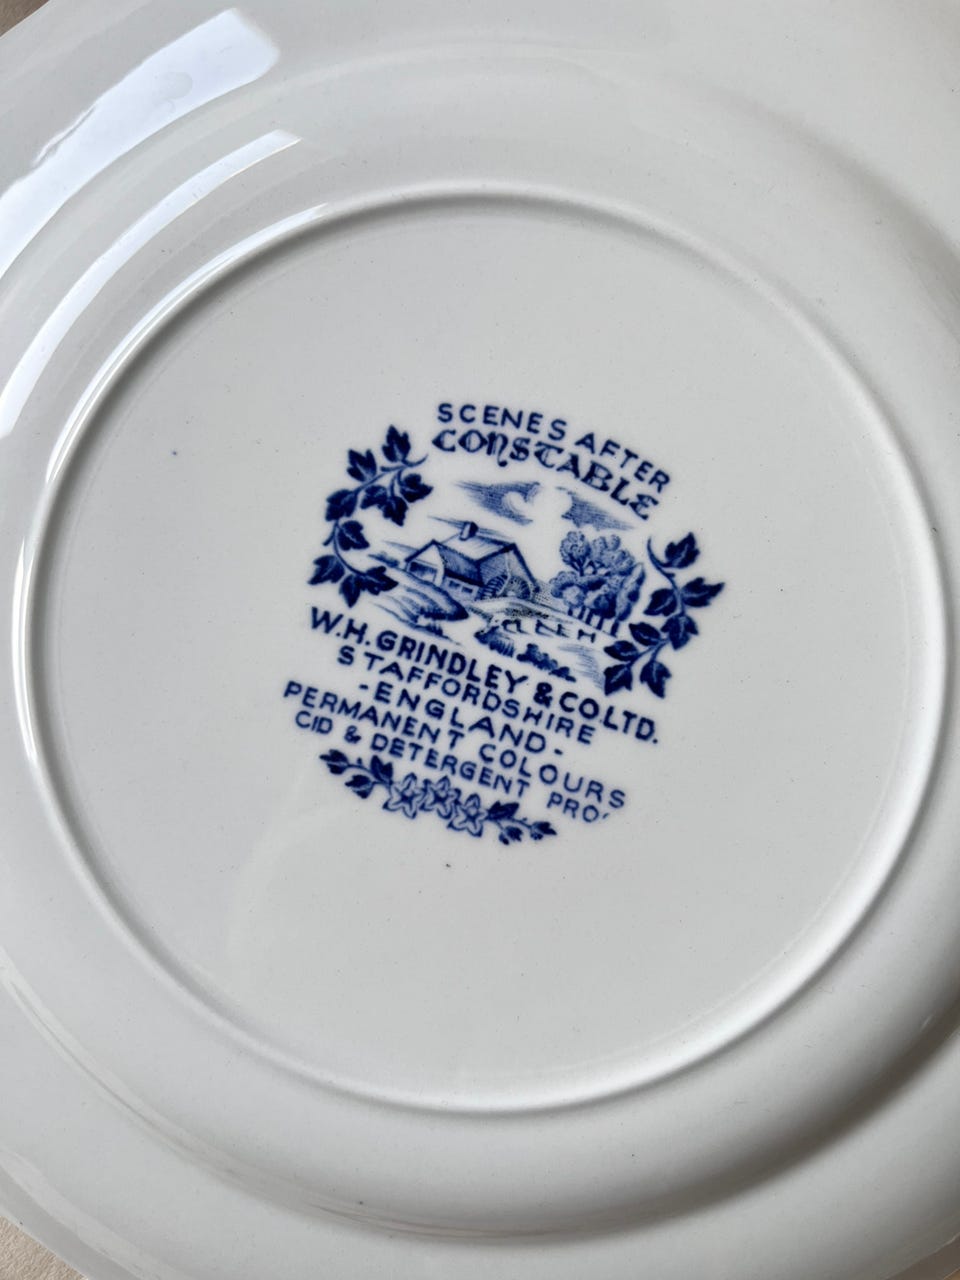 SCENES AFTER
CONSTABLE
W.H. GRINDLEY & CO. LTD.
STAFFORDSHIRE
-ENGLAND-
PERMANENT COLOURS
CID & DETERGENT PRO